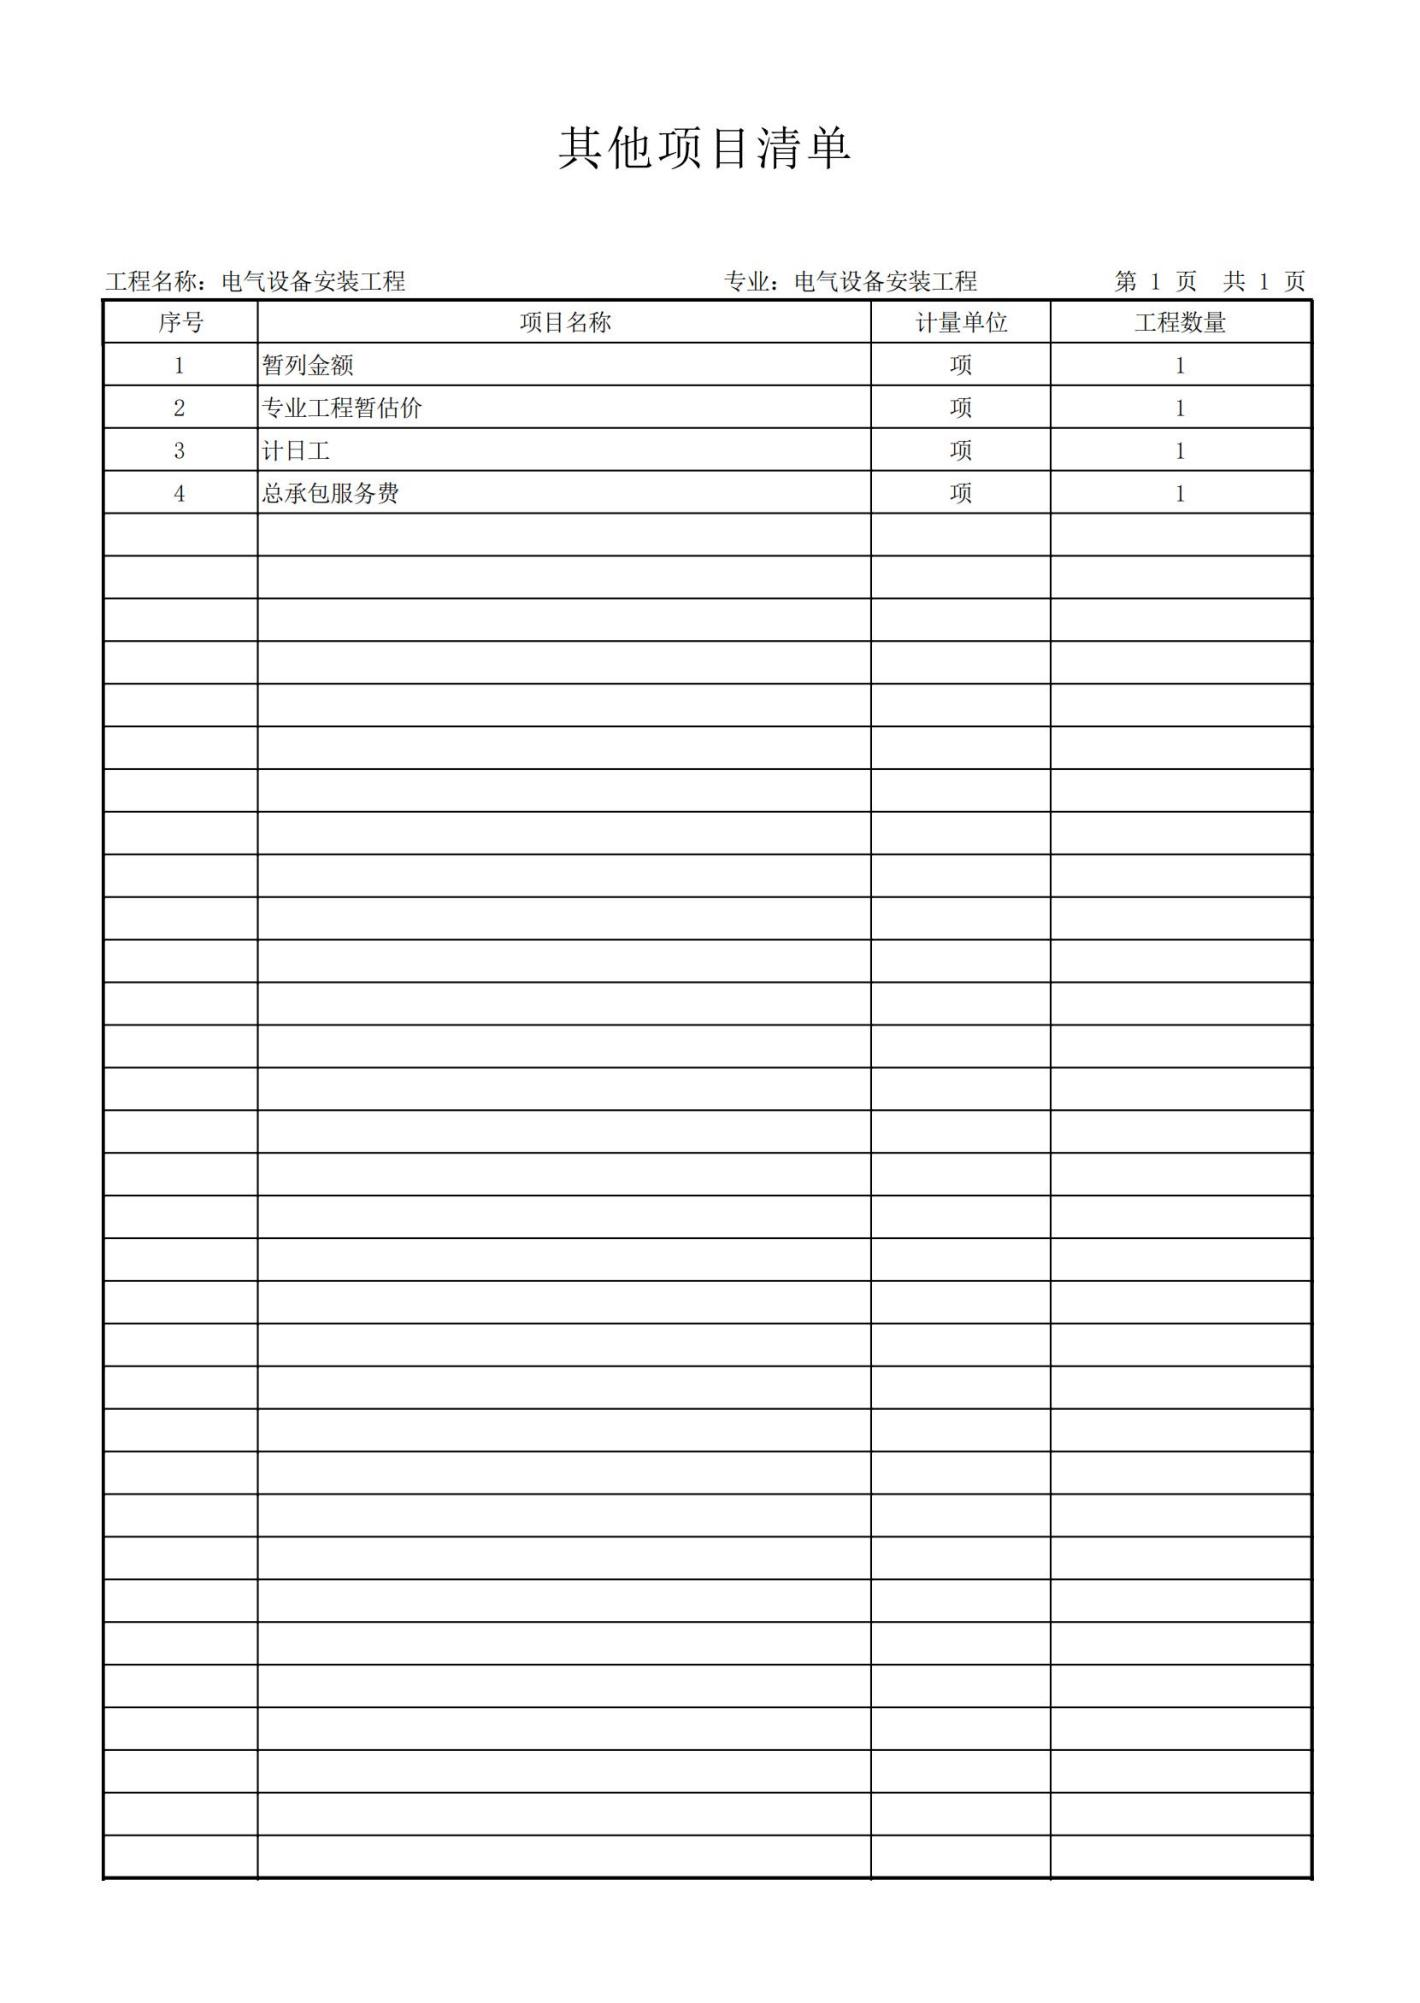 其他项目清单
工程名称：电气设备安装工程 专业：电气设备安装工程 第 1 页 共 1 页
序号 项目名称 计量单位 工程数量
1 暂列金额 项 1
2 专业工程暂估价 项 1
3 计日工 项 1
4 总承包服务费 项 1